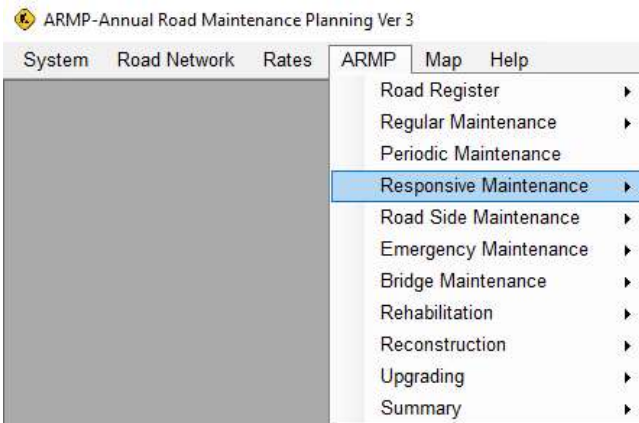 ARMP-Annual Road Maintenance Planning Ver 3
System Road Network Rates ARMP Map Help
Road Register
Regular Maintenance
Periodic Maintenance
Responsive Maintenance
Road Side Maintenance
Emergency Maintenance
Bridge Maintenance
Rehabilitation
Reconstruction
Upgrading
Summary